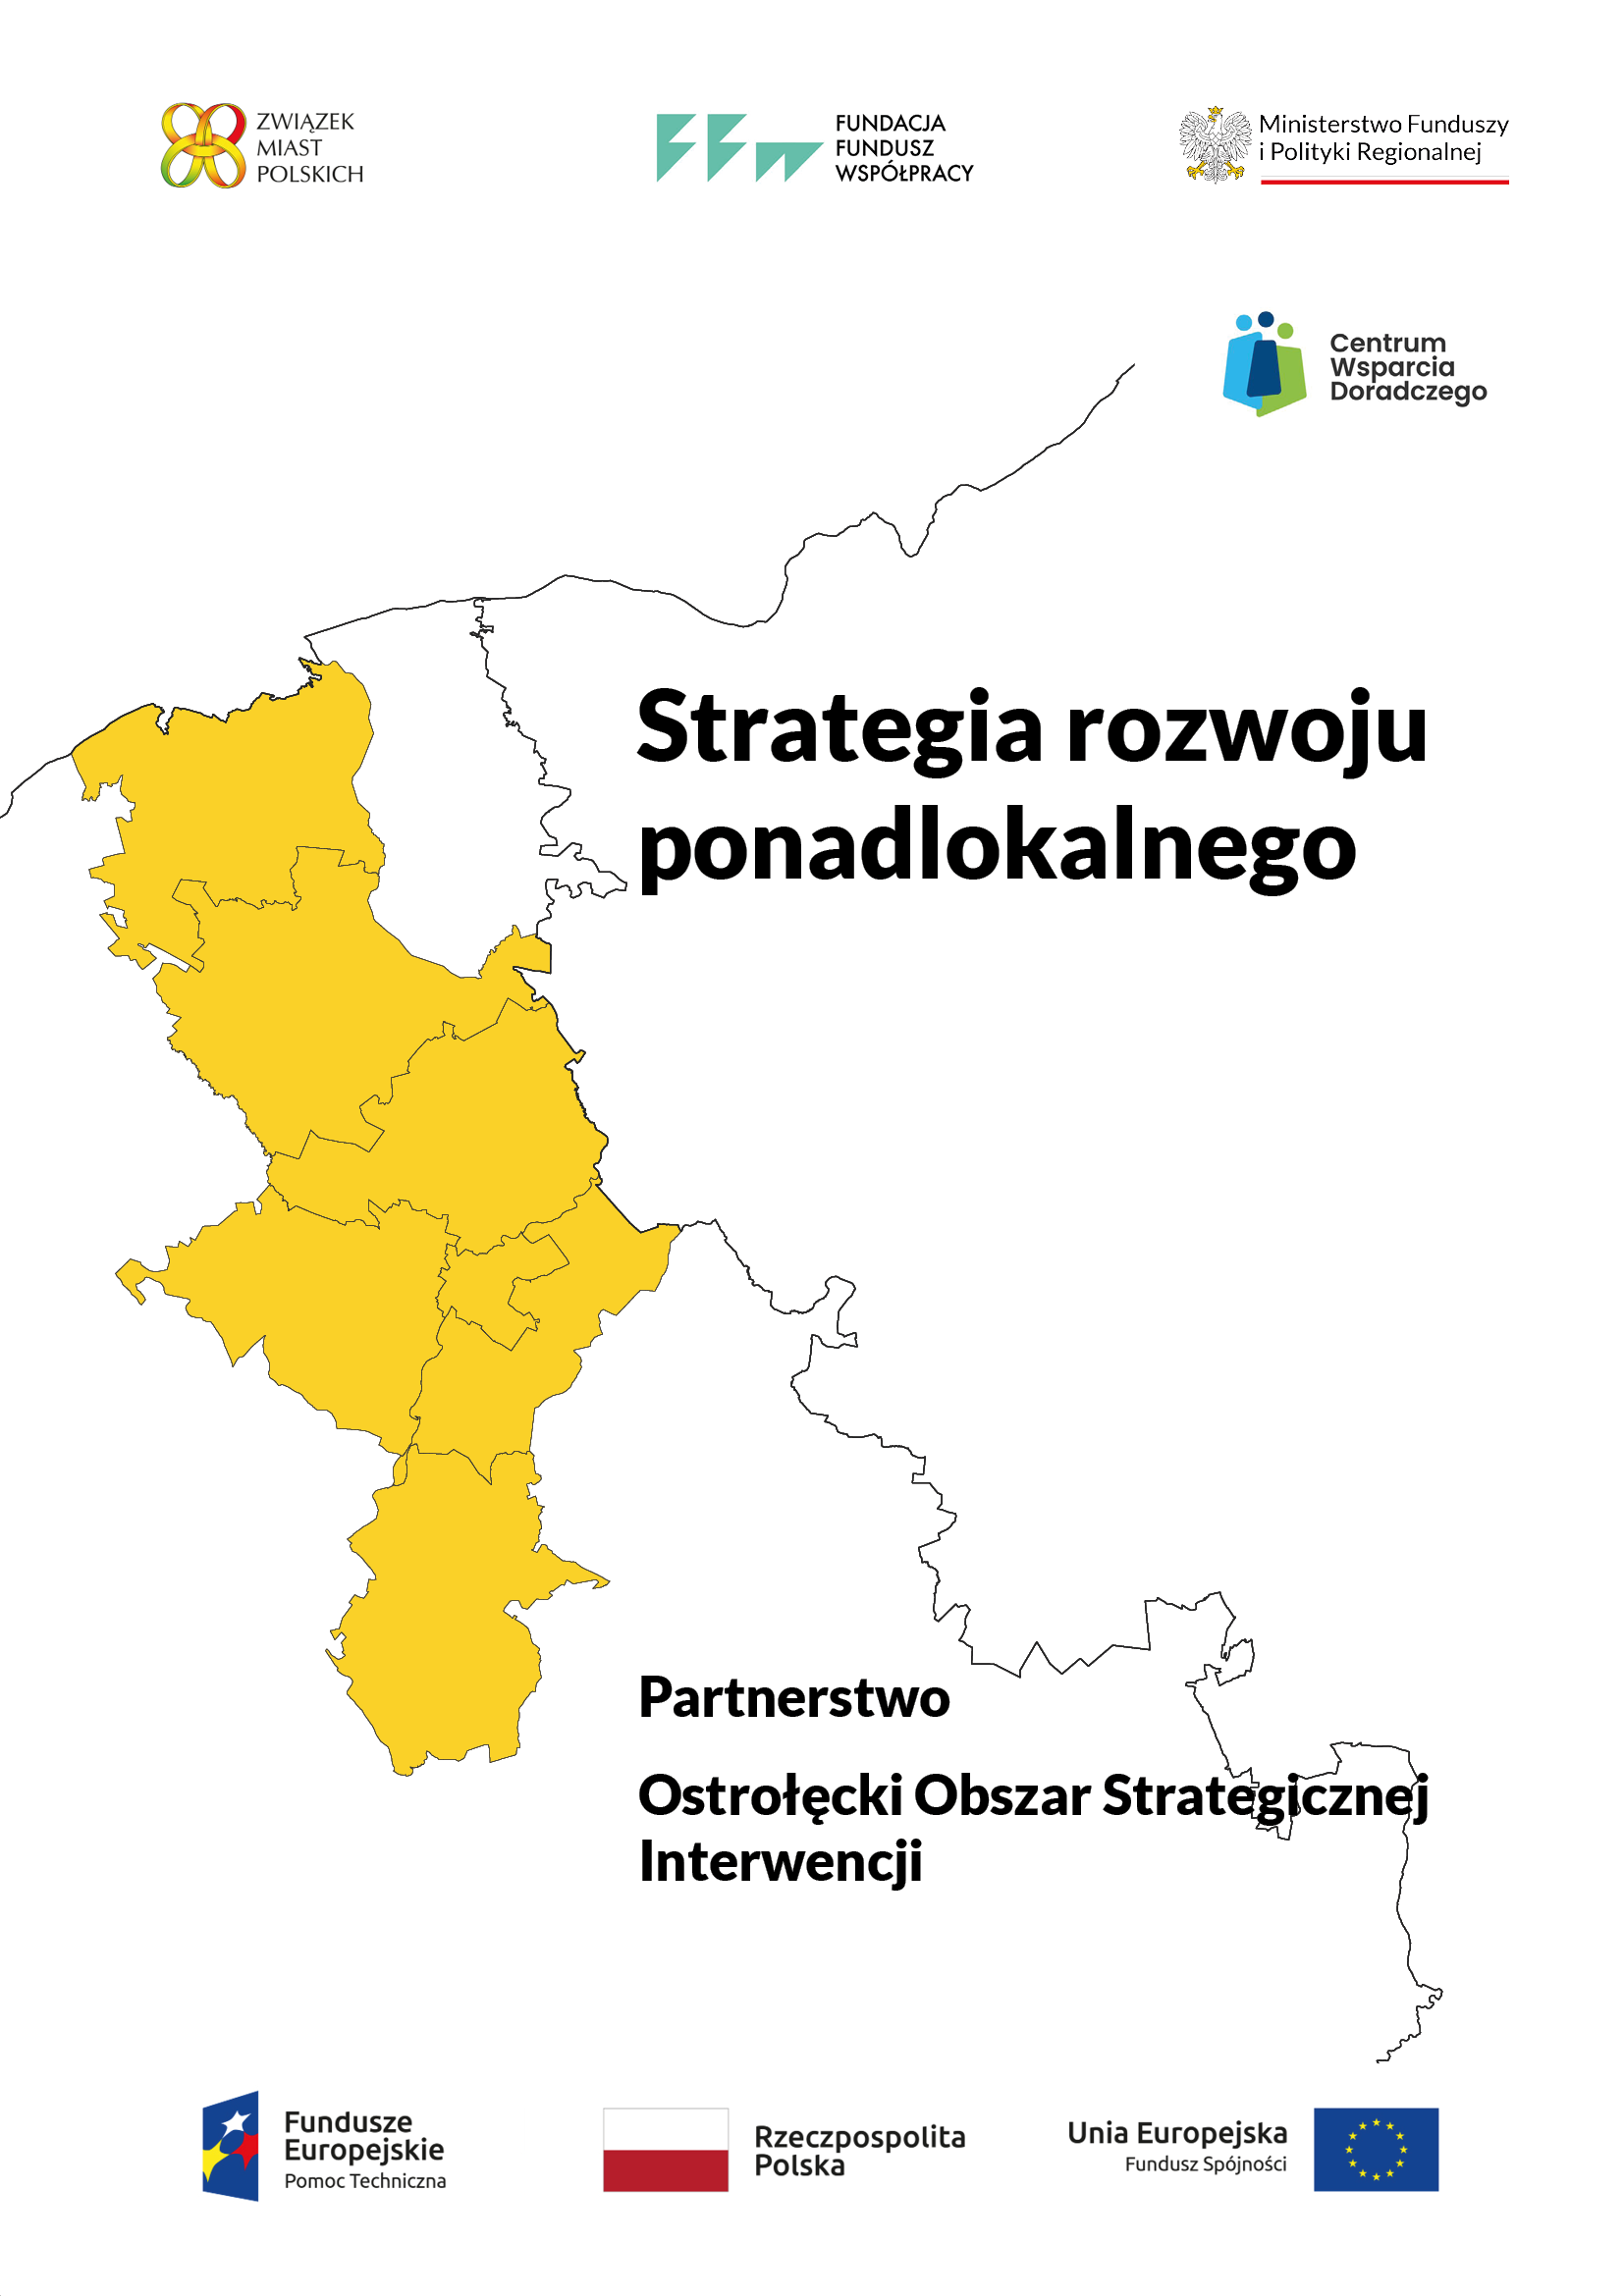 ZWIĄZEK
MIAST
POLSKICH
FUNDACJA
FUNDUSZ
WSPÓŁPRACY
Ministerstwo Funduszy
i Polityki Regionalnej
Centrum
Wsparcia
Doradczego
Strategia rozwoju
ponadlokalnego
Partnerstwo
Ostrołęcki Obszar Strategicznej
Interwencji
Fundusze
Europejskie
Pomoc Techniczna
Rzeczpospolita
Polska
Unia Europejska
Fundusz Spójności